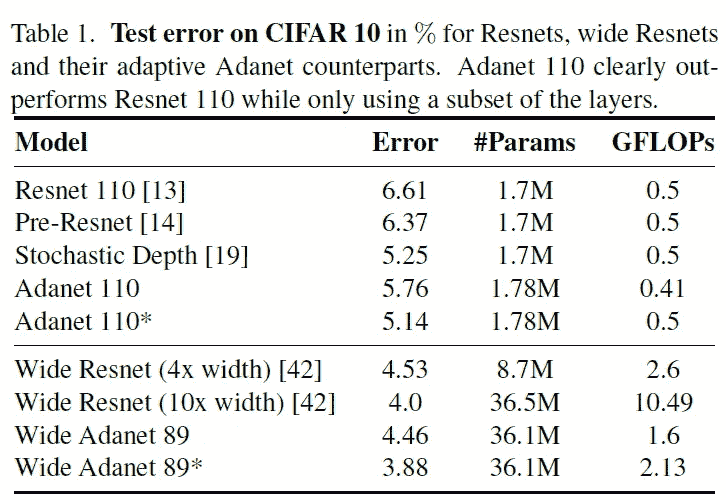 Table 1. Test error on CIFAR 10 in % for Resnets, wide Resnets
and their adaptive Adanet counterparts. Adanet 110 clearly out-
performs Resnet 110 while only using a subset of the layers.
Model Error #Params GFLOPs
Resnet 110 [13] 6.61 1.7M 0.5
Pre-Resnet [14] 6.37 1.7M 0.5
Stochastic Depth [19] 5.25 1.7M 0.5
Adanet 110 5.76 1.78M 0.41
Adanet 110* 5.14 1.78M 0.5
Wide Resnet (4x width) [42] 4.53 8.7M 2.6
Wide Resnet (10x width) [42] 4.0 36.5M 10.49
Wide Adanet 89 4.46 36.1M 1.6
Wide Adanet 89* 3.88 36.1M 2.13